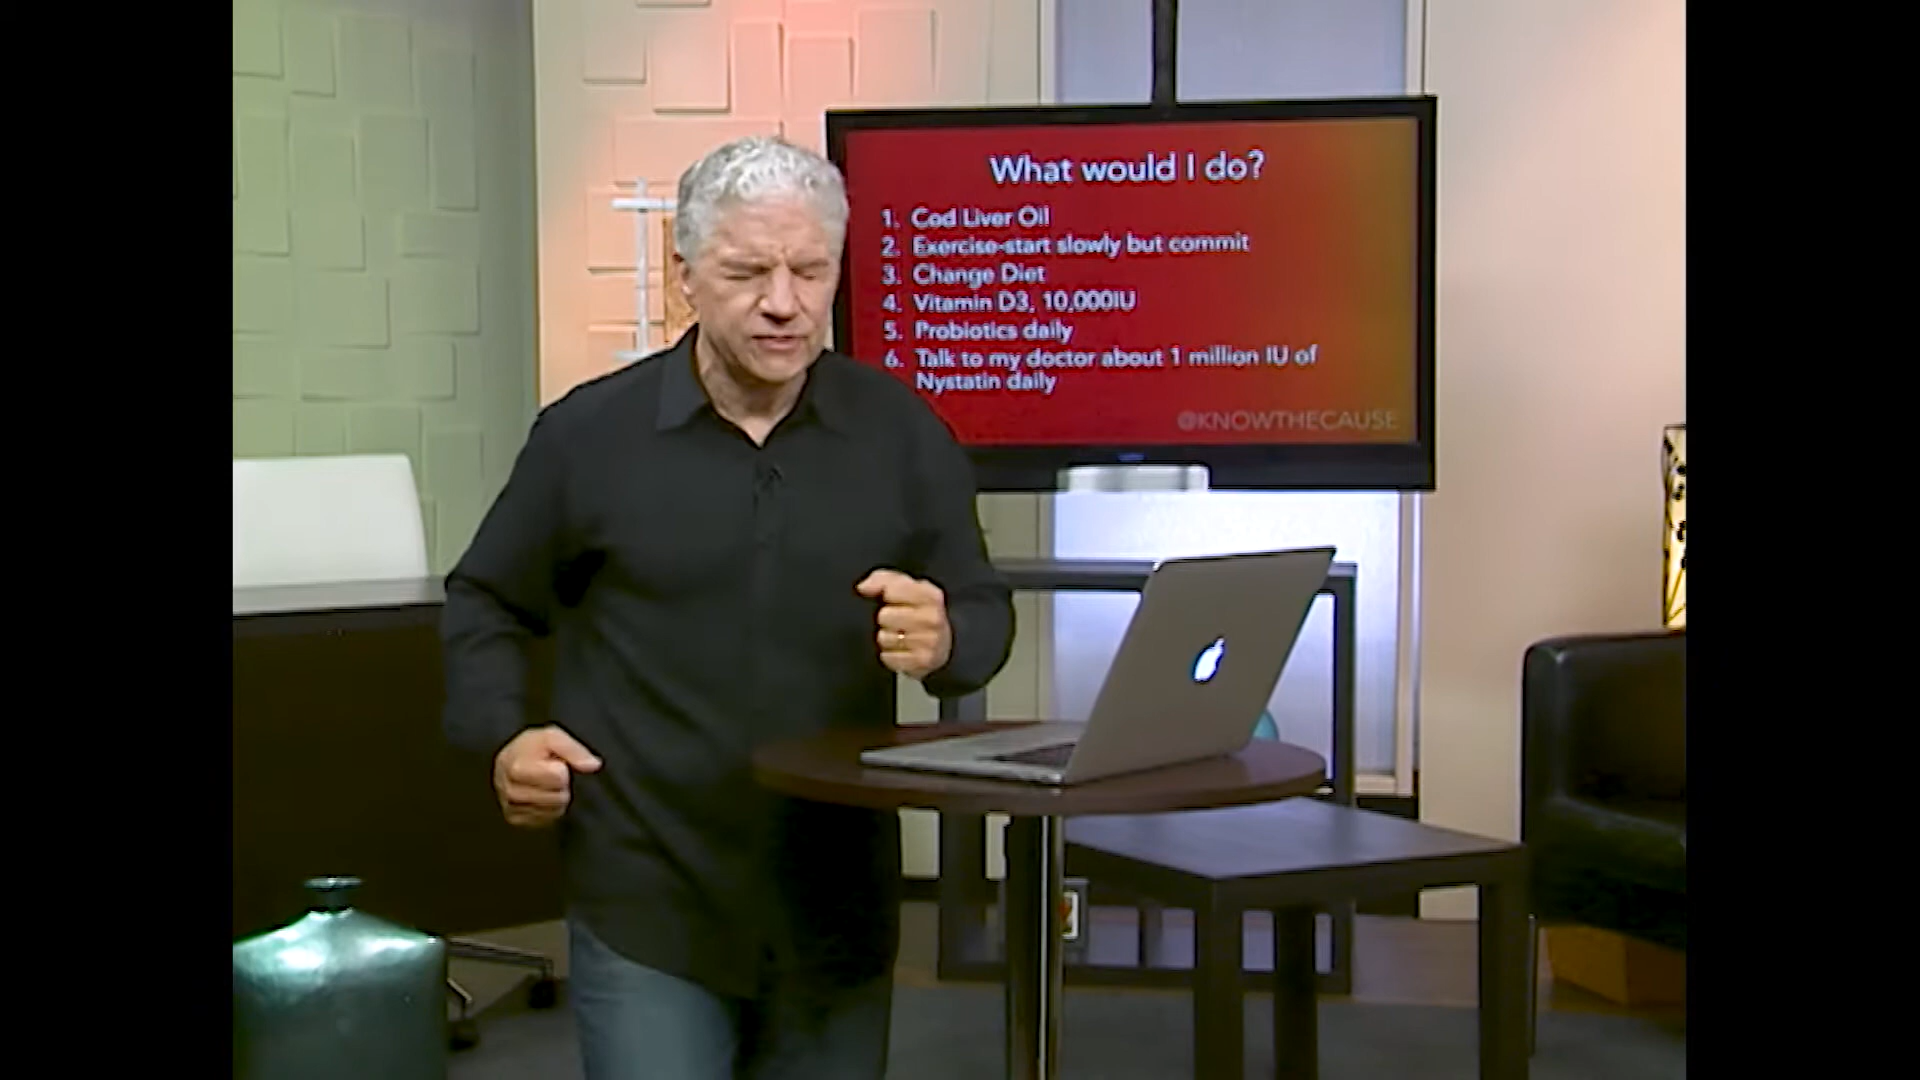 What would I do?
1. Cod Liver Oil
2. Exercise-start slowly but commit
3. Change Diet
4. Vitamin D3, 10,000IU
5. Probiotics daily
6. Talk to my doctor about 1 million IU of
Nystatin daily
@KNOWTHECAUSE